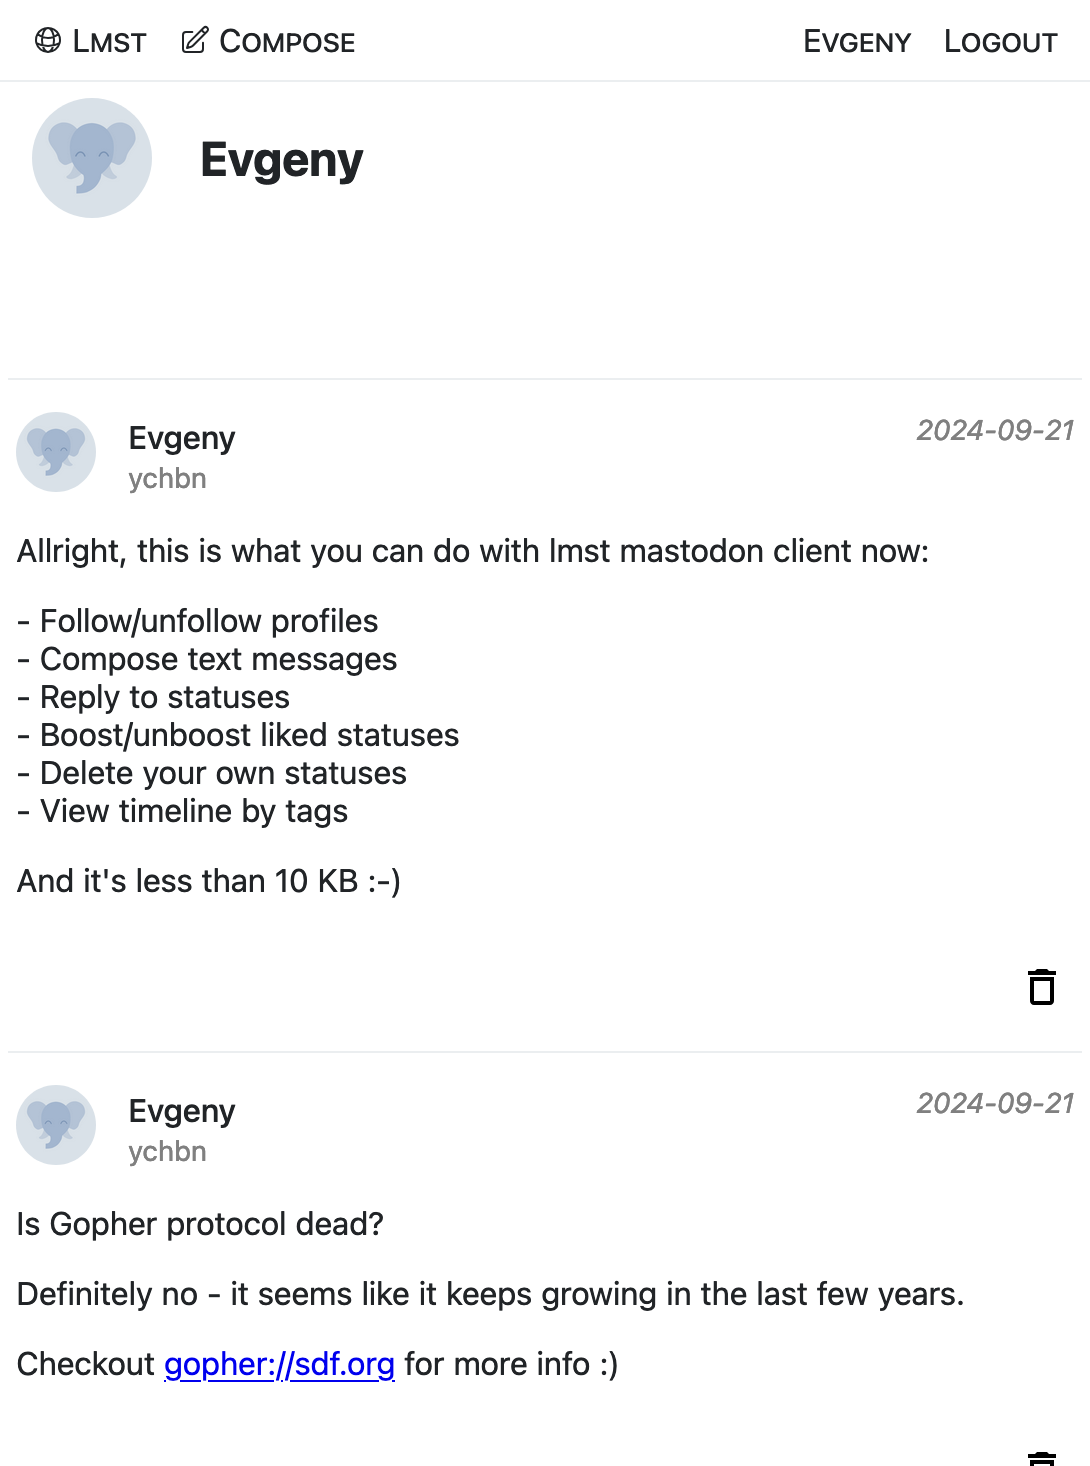 LMST COMPOSE EVGENY LOGOUT
Evgeny
Evgeny 2024-09-21
ychbn
Allright, this is what you can do with lmst mastodon client now:
- Follow/unfollow profiles
- Compose text messages
- Reply to statuses
- Boost/unboost liked statuses
- Delete your own statuses
- View timeline by tags
And it's less than 10 KB :-)
Evgeny 2024-09-21
ychbn
Is Gopher protocol dead?
Definitely no - it seems like it keeps growing in the last few years.
Checkout gopher://sdf.org for more info :)